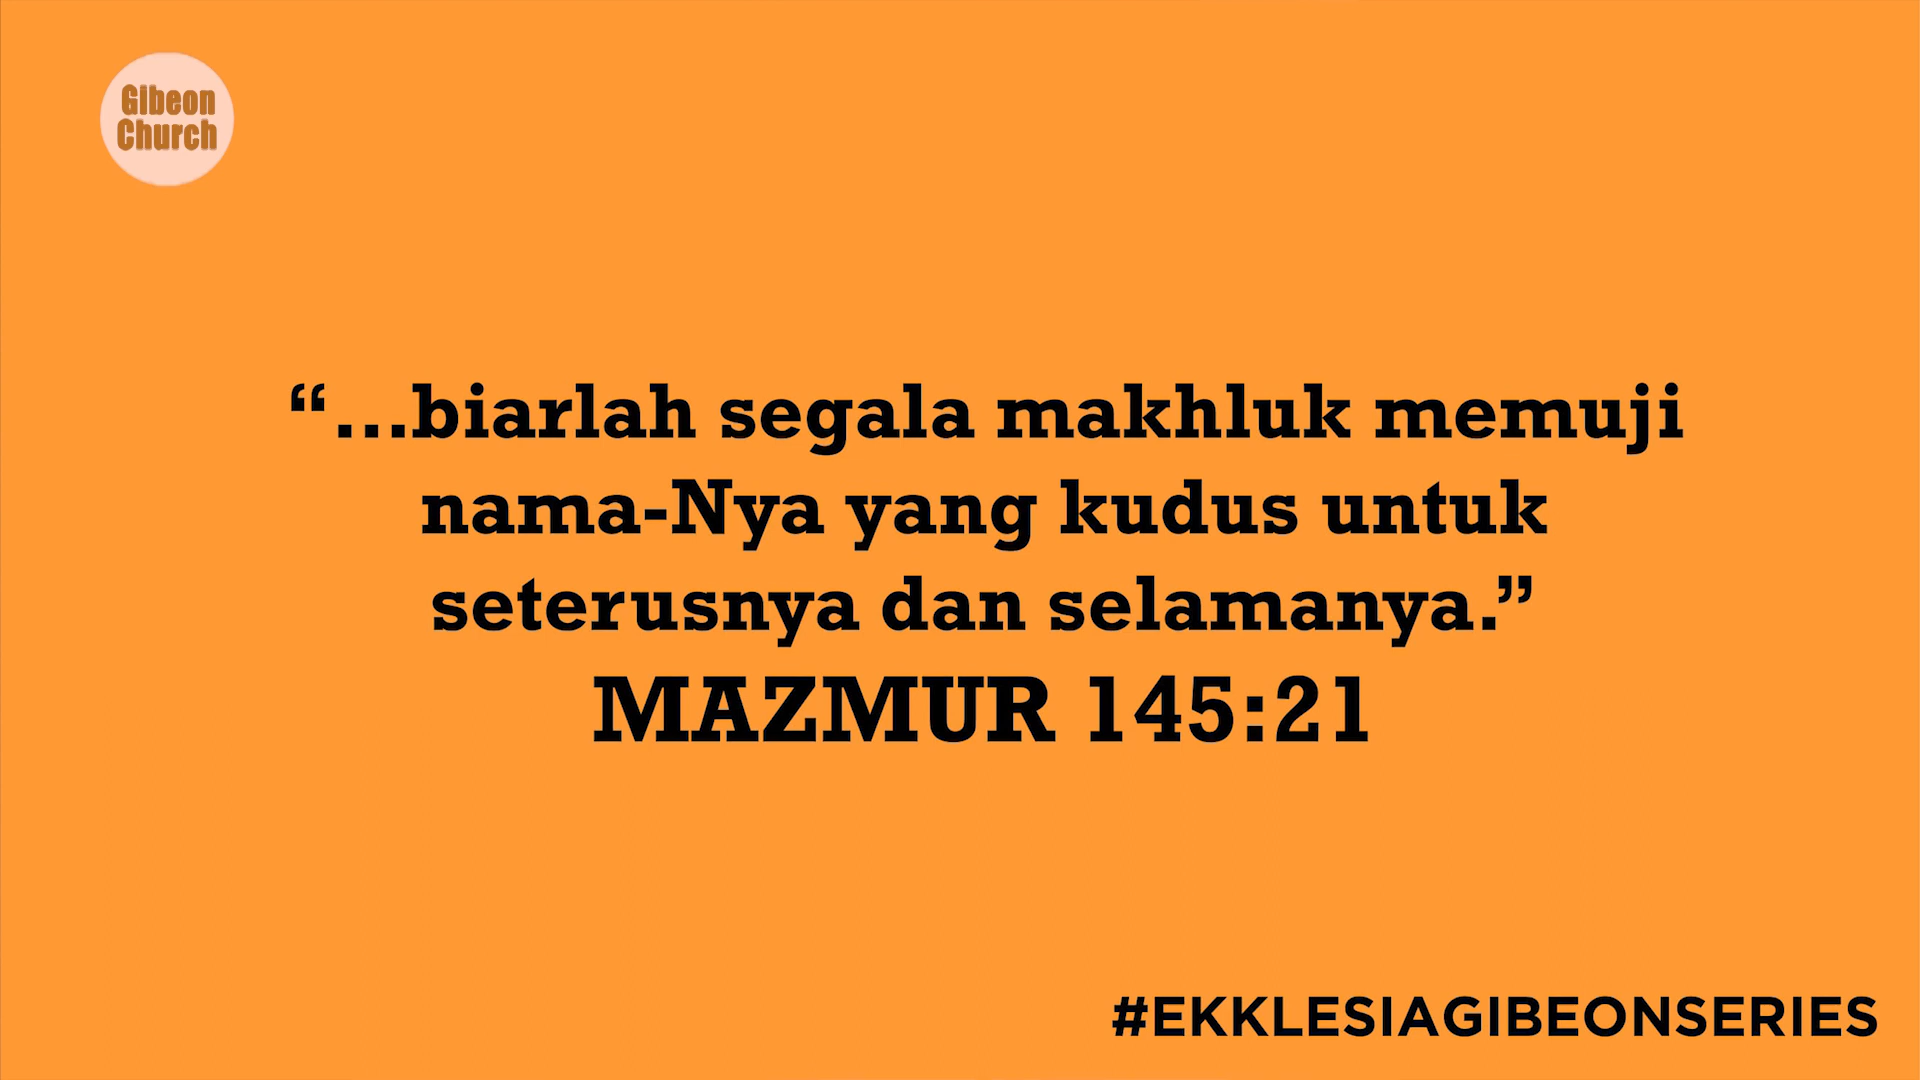 Gibeon
Church
“...biarlah segala makhluk memuji
nama-Nya yang kudus untuk
seterusnya dan selamanya.”
MAZMUR 145:21
#EKKLESIAGIBEONSERIES